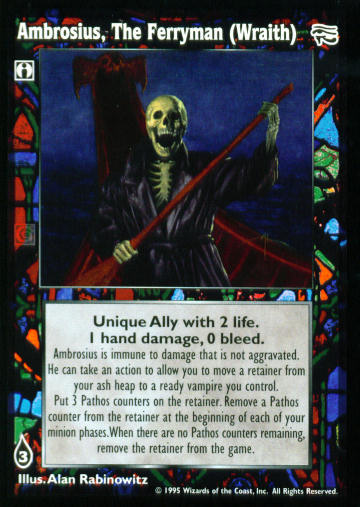 Ambrosius, The Ferryman (Wraith)
Unique Ally with 2 life.
1 hand damage, 0 bleed.
Ambrosius is immune to damage that is not aggravated.
He can take an action to allow you to move a retainer from
your ash heap to a ready vampire you control.
Put 3 Pathos counters on the retainer. Remove a Pathos
counter from the retainer at the beginning of each of your
minion phases.When there are no Pathos counters remaining,
remove the retainer from the game.
3
Illus. Alan Rabinowitz
© 1995 Wizards of the Coast, Inc. All Rights Reserved.